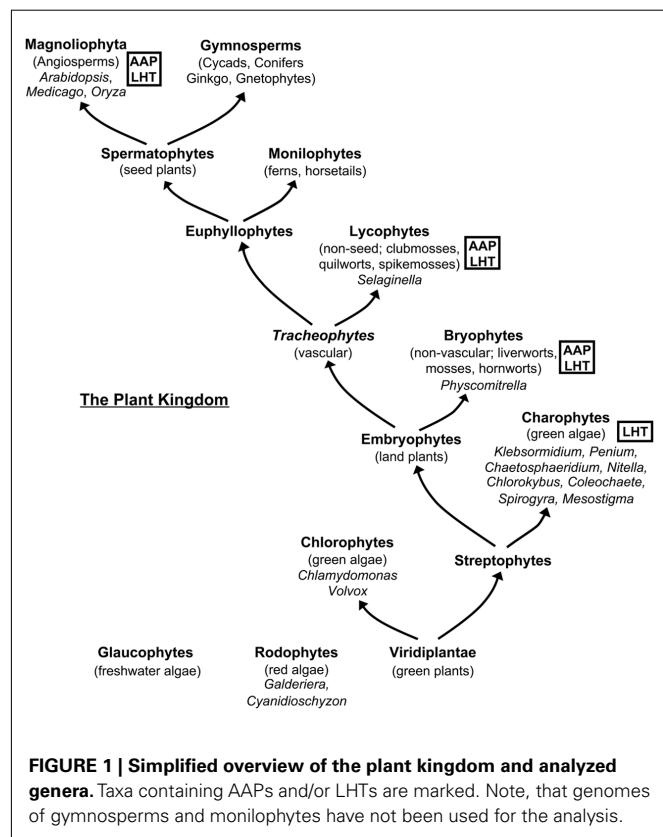 Magnoliophyta
(Angiosperms)
Arabidopsis,
Medicago, Oryza
AAP
LHT
Gymnosperms
(Cycads, Conifers
Ginkgo, Gnetophytes)
Spermatophytes
(seed plants)
Monilophytes
(ferns, horsetails)
Euphyllophytes
Lycophytes
(non-seed; clubmosses,
quilworts, spikemosses)
Selaginella
AAP
LHT
Tracheophytes
(vascular)
Bryophytes
(non-vascular; liverworts,
mosses, hornworts)
Physcomitrella
AAP
LHT
The Plant Kingdom
Embryophytes
(land plants)
Charophytes
(green algae)
LHT
Klebsormidium, Penium,
Chaetosphaeridium, Nitella,
Chlorokybus, Coleochaete,
Spirogyra, Mesostigma
Chlorophytes
(green algae)
Chlamydomonas
Volvox
Streptophytes
Glaucophytes
(freshwater algae)
Rodophytes
(red algae)
Galderiera,
Cyanidioschyzon
Viridiplantae
(green plants)
FIGURE 1 | Simplified overview of the plant kingdom and analyzed
genera. Taxa containing AAPs and/or LHTs are marked. Note, that genomes
of gymnosperms and monilophytes have not been used for the analysis.